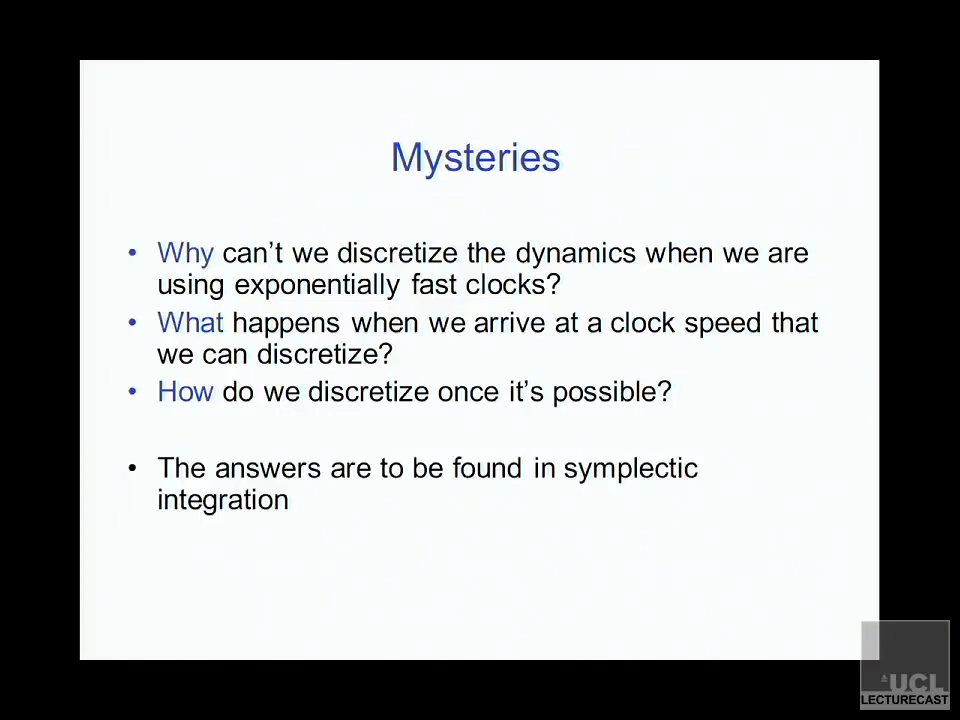 Mysteries
• Why can't we discretize the dynamics when we are
using exponentially fast clocks?
• What happens when we arrive at a clock speed that
we can discretize?
• How do we discretize once it's possible?
• The answers are to be found in symplectic
integration
UCL
LECTURECAST